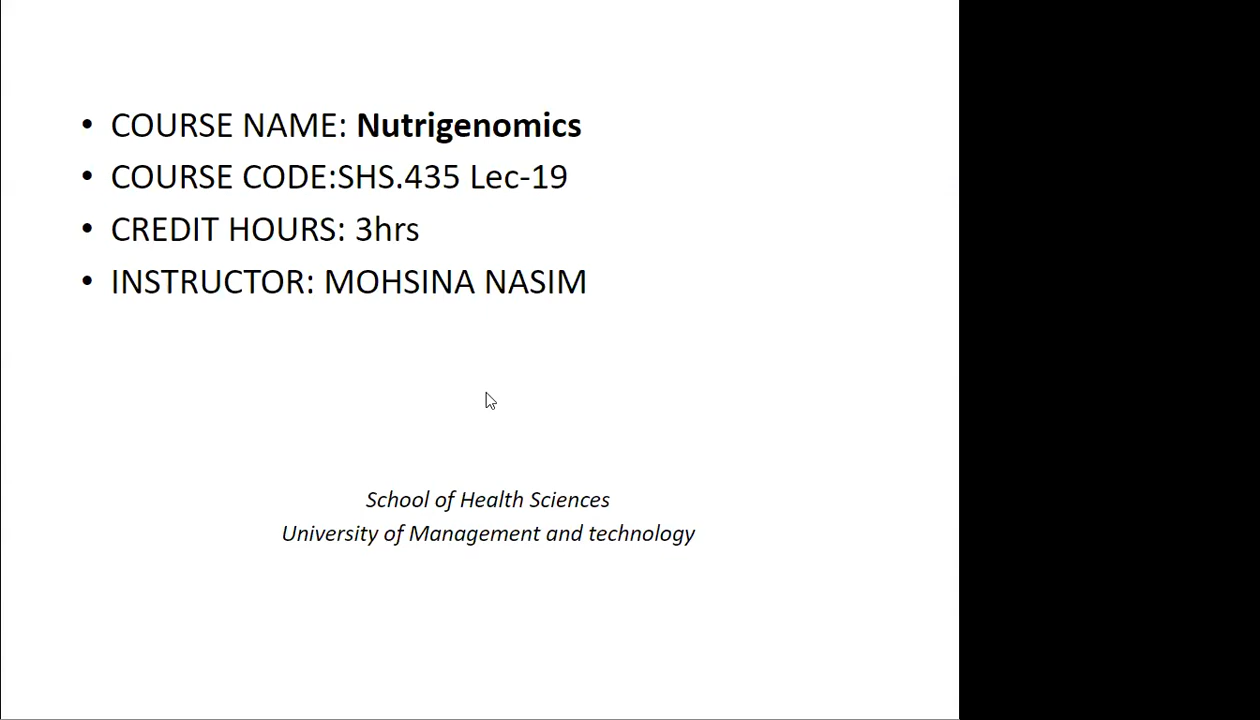 • COURSE NAME: Nutrigenomics
• COURSE CODE:SHS.435 Lec-19
• CREDIT HOURS: 3hrs
• INSTRUCTOR: MOHSINA NASIM
School of Health Sciences
University of Management and technology